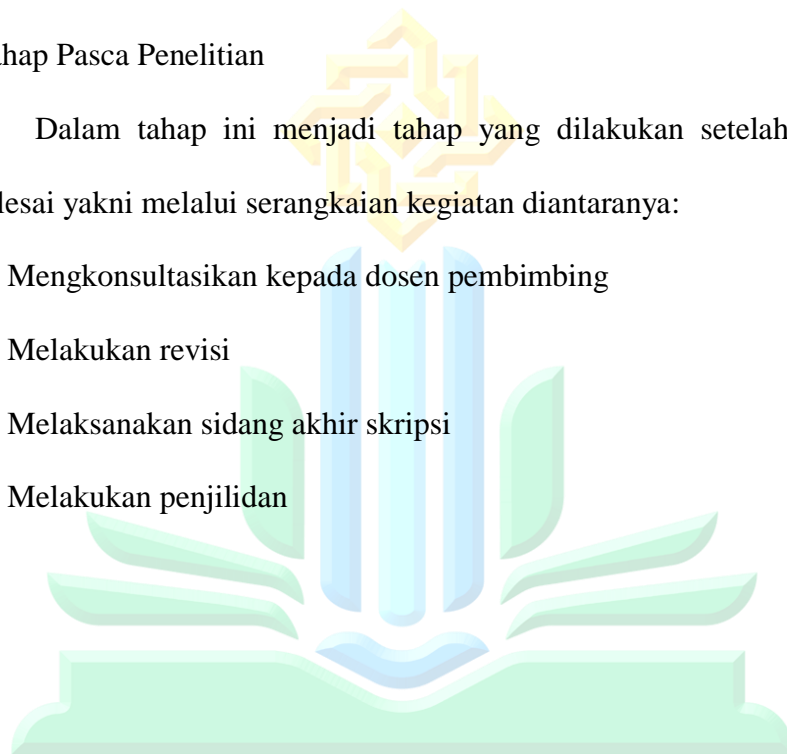 ahap Pasca Penelitian
Dalam tahap ini menjadi tahap yang dilakukan setelah
lesai yakni melalui serangkaian kegiatan diantaranya:
Mengkonsultasikan kepada dosen pembimbing
Melakukan revisi
Melaksanakan sidang akhir skripsi
Melakukan penjilidan